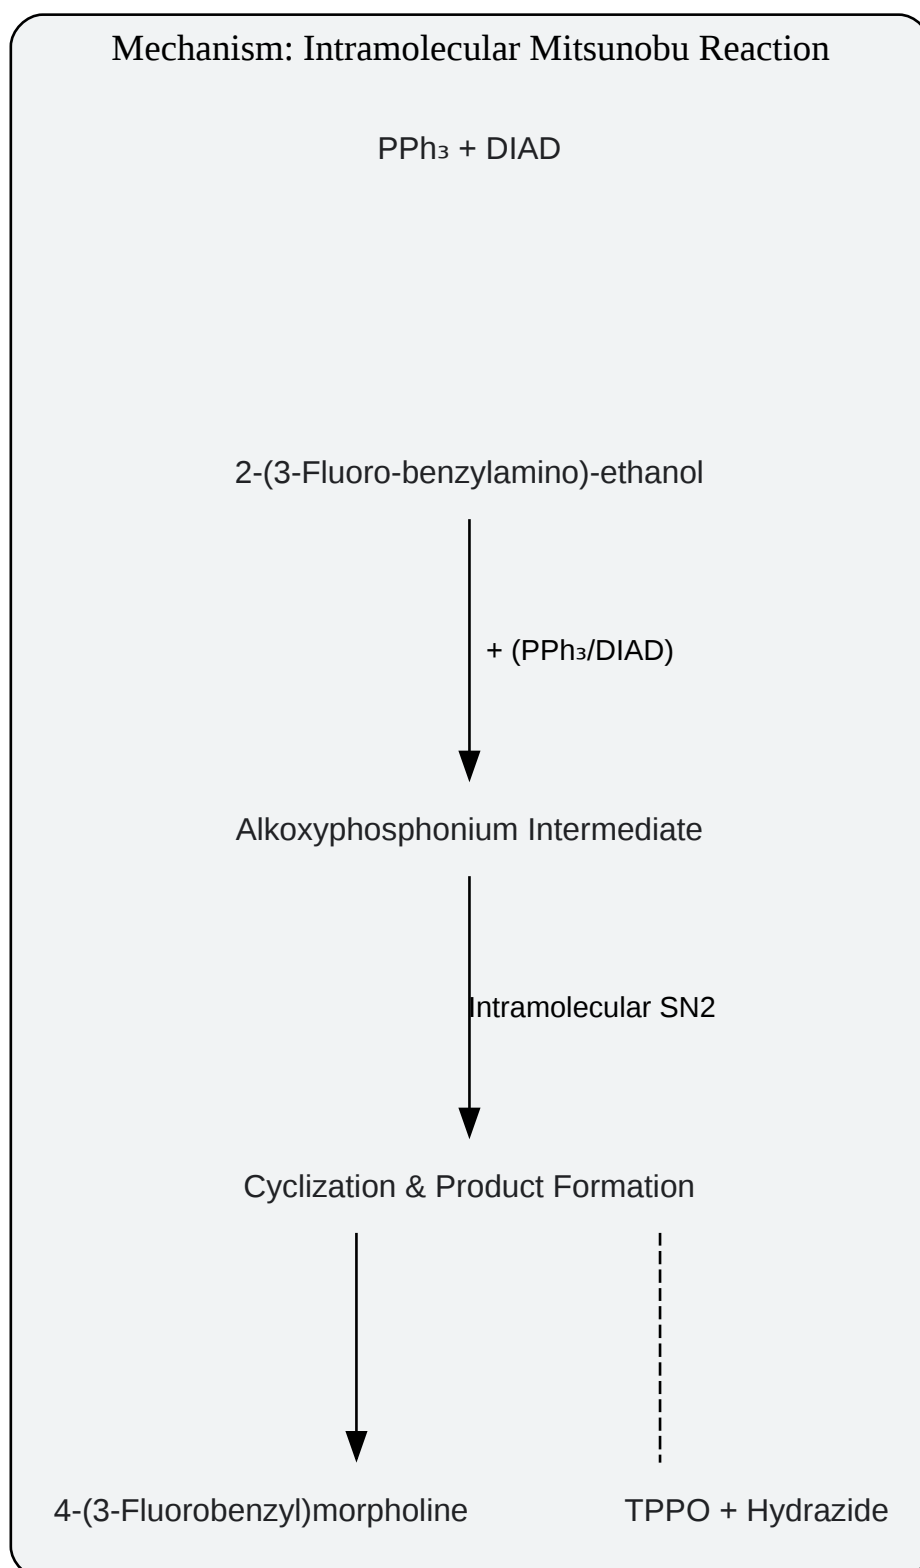 Mechanism: Intramolecular Mitsunobu Reaction
PPh₃ + DIAD
2-(3-Fluoro-benzylamino)-ethanol
+ (PPh₃/DIAD)
Alkoxyphosphonium Intermediate
Intramolecular SN2
Cyclization & Product Formation
4-(3-Fluorobenzyl)morpholine
TPPO + Hydrazide